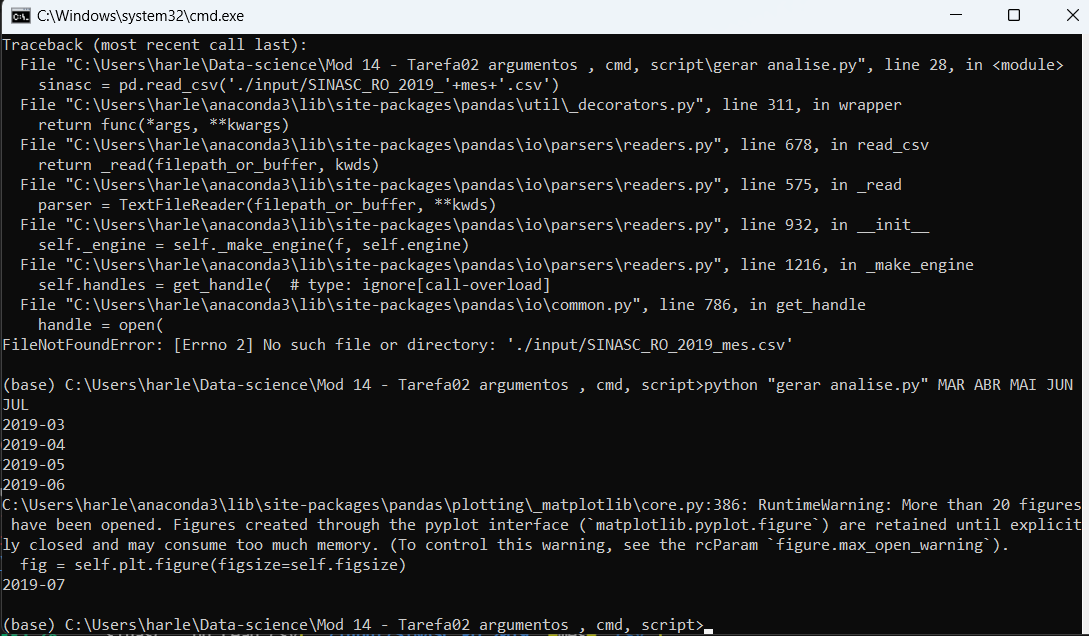 C:\Windows\system32\cmd.exe
Traceback (most recent call last):
  File "C:\Users\harle\Data-science\Mod 14 - Tarefa02 argumentos , cmd, script\gerar analise.py", line 28, in <module>
    sinasc = pd.read_csv('./input/SINASC_RO_2019_'+mes+'.csv')
  File "C:\Users\harle\anaconda3\lib\site-packages\pandas\util\_decorators.py", line 311, in wrapper
    return func(*args, **kwargs)
  File "C:\Users\harle\anaconda3\lib\site-packages\pandas\io\parsers\readers.py", line 678, in read_csv
    return _read(filepath_or_buffer, kwds)
  File "C:\Users\harle\anaconda3\lib\site-packages\pandas\io\parsers\readers.py", line 575, in _read
    parser = TextFileReader(filepath_or_buffer, **kwds)
  File "C:\Users\harle\anaconda3\lib\site-packages\pandas\io\parsers\readers.py", line 932, in __init__
    self._engine = self._make_engine(f, self.engine)
  File "C:\Users\harle\anaconda3\lib\site-packages\pandas\io\parsers\readers.py", line 1216, in _make_engine
    self.handles = get_handle(  # type: ignore[call-overload]
  File "C:\Users\harle\anaconda3\lib\site-packages\pandas\io\common.py", line 786, in get_handle
    handle = open(
FileNotFoundError: [Errno 2] No such file or directory: './input/SINASC_RO_2019_mes.csv'
(base) C:\Users\harle\Data-science\Mod 14 - Tarefa02 argumentos , cmd, script>python "gerar analise.py" MAR ABR MAI JUN
JUL
2019-03
2019-04
2019-05
2019-06
C:\Users\harle\anaconda3\lib\site-packages\pandas\plotting\_matplotlib\core.py:386: RuntimeWarning: More than 20 figures
 have been opened. Figures created through the pyplot interface (`matplotlib.pyplot.figure`) are retained until explicit
ly closed and may consume too much memory. (To control this warning, see the rcParam `figure.max_open_warning`).
  fig = self.plt.figure(figsize=self.figsize)
2019-07
(base) C:\Users\harle\Data-science\Mod 14 - Tarefa02 argumentos , cmd, script>